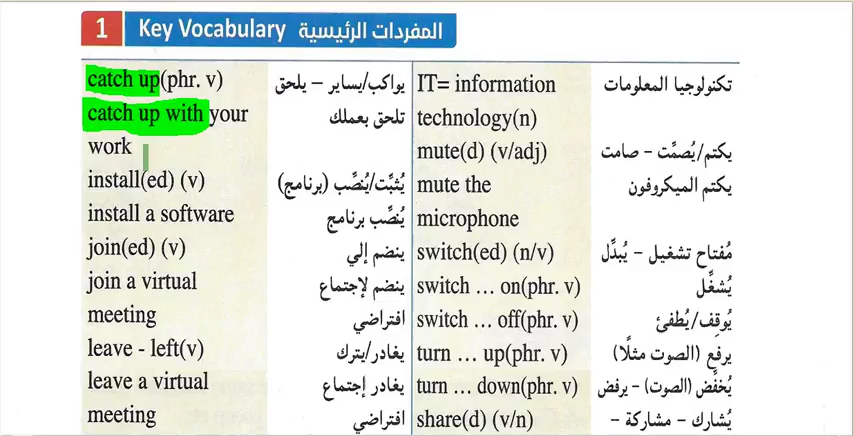 1 Key Vocabulary المفردات الرئيسية
catch up(phr. v) يواكب/يساير – يلحق
catch up with your تلحق بعملك
work
install(ed) (v) يُثبِّت/يُنصِّب (برنامج)
install a software يُنصِّب برنامج
join(ed) (v) ينضم إلي
join a virtual ينضم لإجتماع
meeting افتراضي
leave - left(v) يغادر/يترك
leave a virtual يغادر إجتماع
meeting افتراضي
IT= information تكنولوجيا المعلومات
technology(n)
mute(d) (v/adj) يكتم/يُصمِّت – صامت
mute the يكتم الميكروفون
microphone
switch(ed) (n/v) مُفتاح تشغيل – يُبدِّل
switch ... on(phr. v) يُشغِّل
switch ... off(phr. v) يُوقِف/يُطفئ
turn ... up(phr. v) يرفع (الصوت مثلًا)
turn ... down(phr. v) يُخفِّض (الصوت) – يرفض
share(d) (v/n) يُشارك – مشاركة –